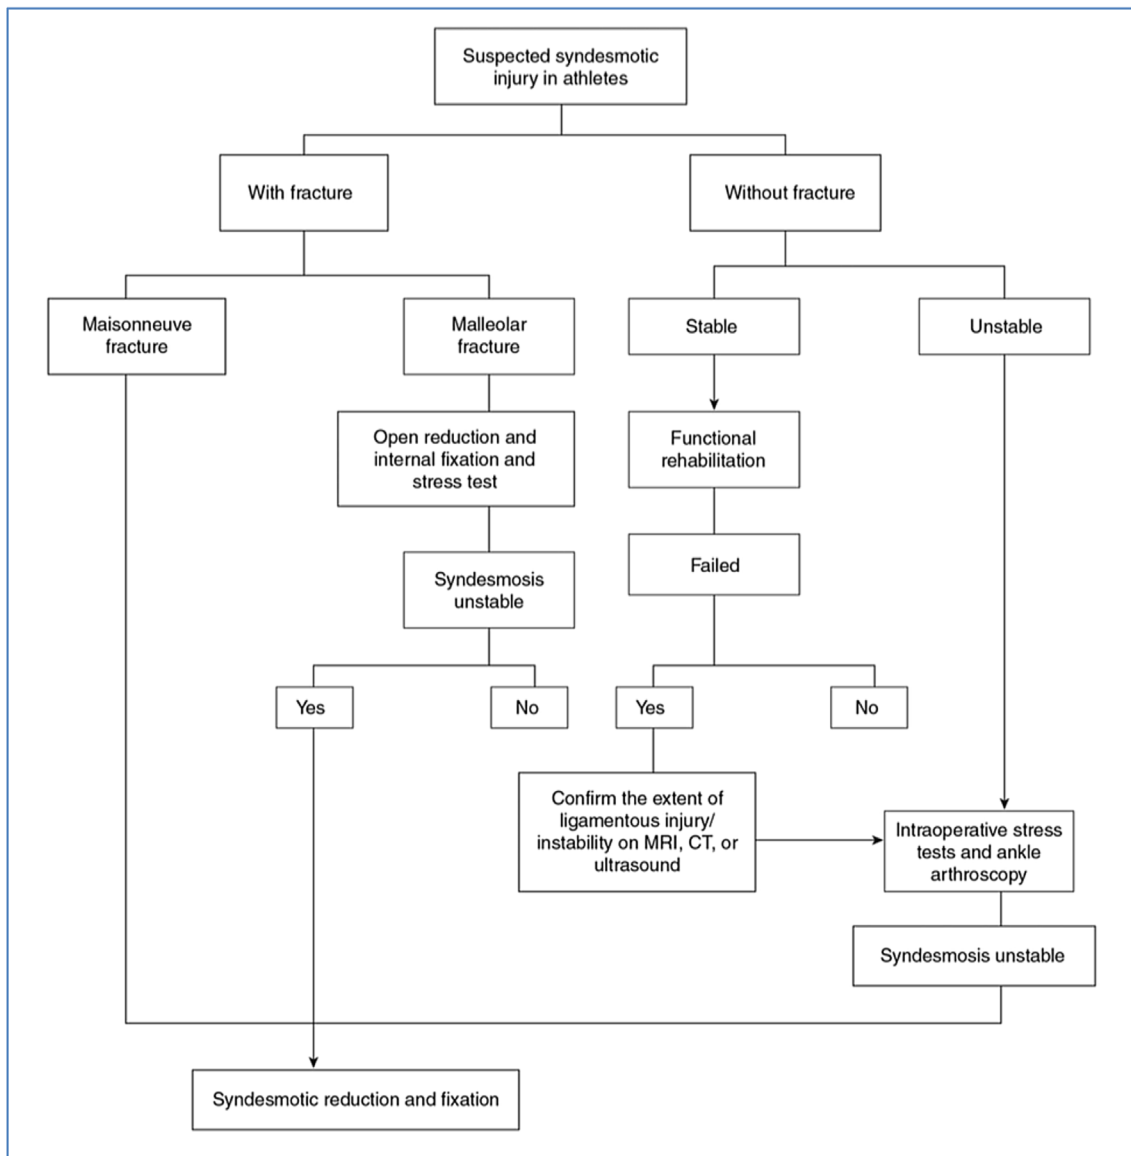 Suspected syndesmotic
injury in athletes
With fracture
Without fracture
Maisonneuve
fracture
Malleolar
fracture
Stable
Unstable
Open reduction and
internal fixation and
stress test
Functional
rehabilitation
Syndesmosis
unstable
Failed
Yes
No
Yes
No
Confirm the extent of
ligamentous injury/
instability on MRI, CT, or
ultrasound
Intraoperative stress
tests and ankle
arthroscopy
Syndesmosis unstable
Syndesmotic reduction and fixation